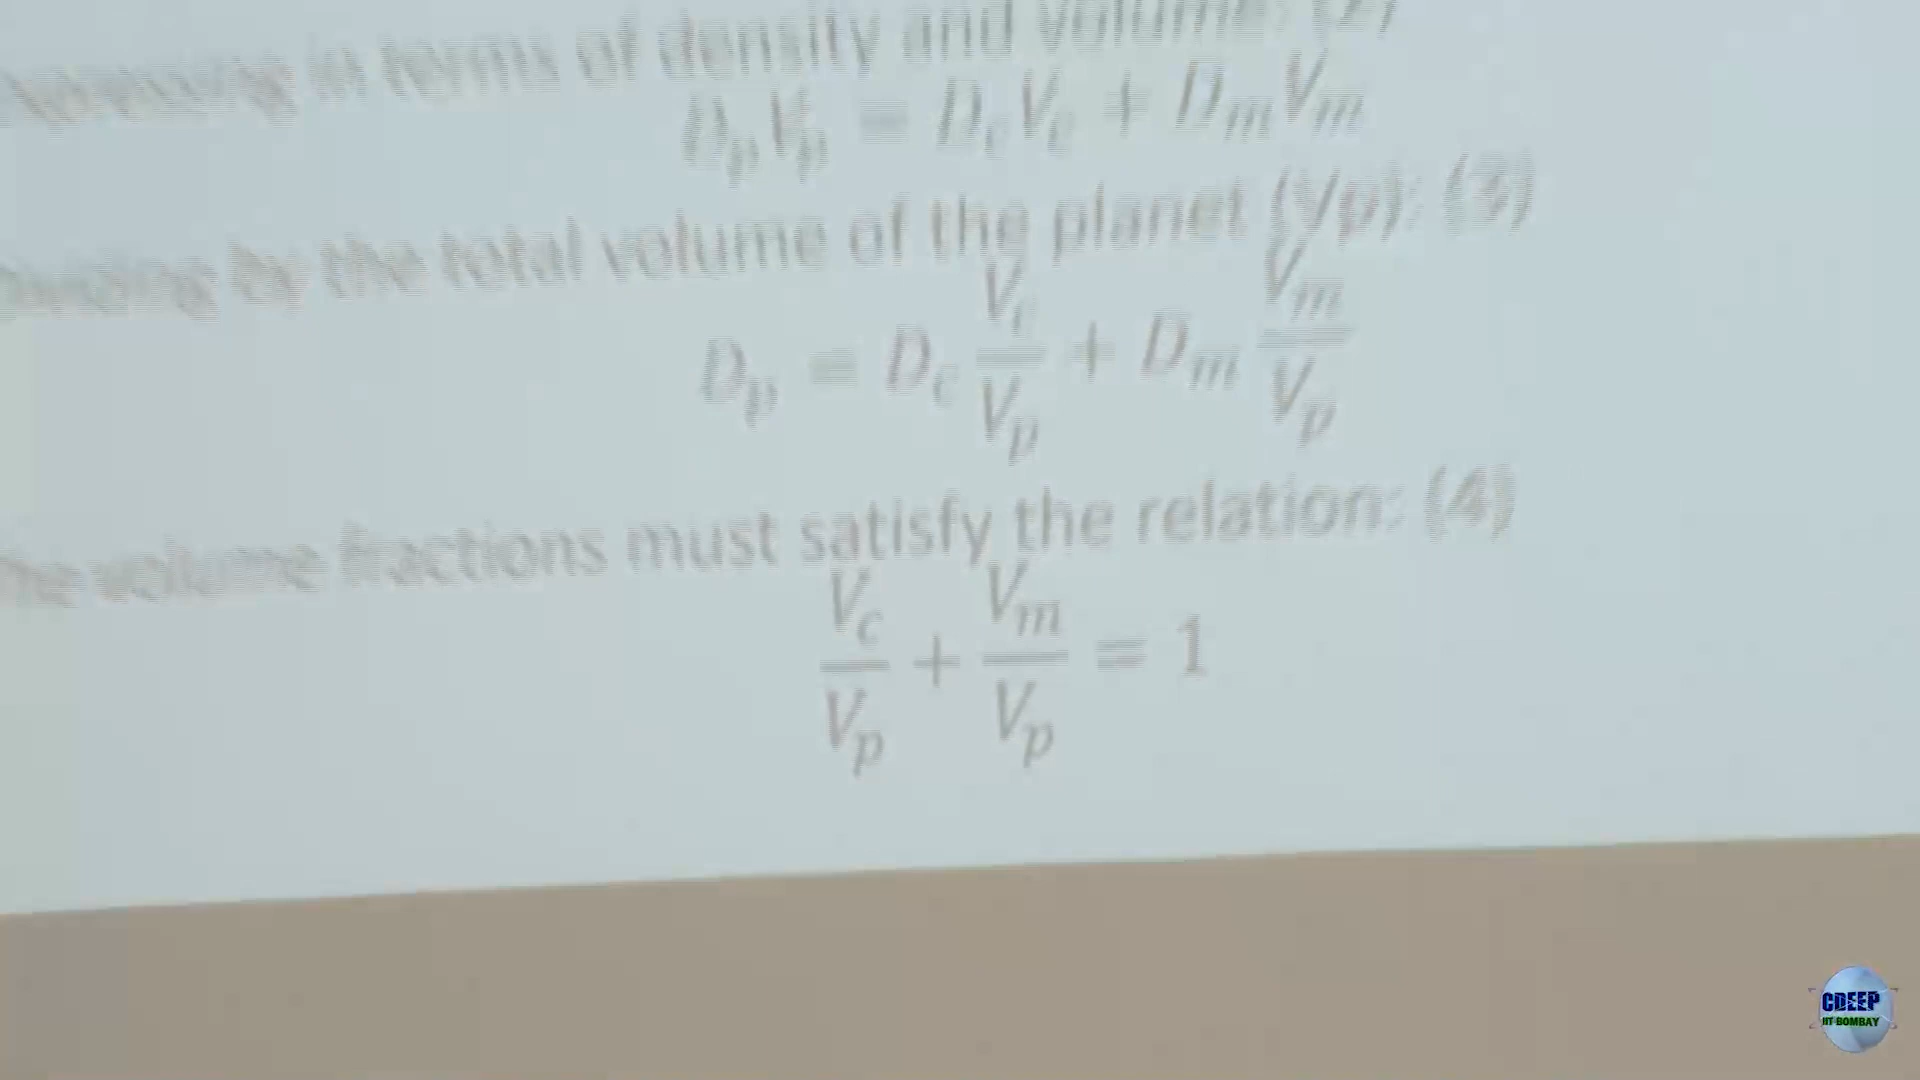 in terms of density and volume: (2)
D_p V_p = D_c V_c + D_m V_m
by the total volume of the planet (Vp): (3)
D_p = D_c V_c/V_p + D_m V_m/V_p
The volume fractions must satisfy the relation: (4)
V_c/V_p + V_m/V_p = 1
CDEEP
IIT BOMBAY